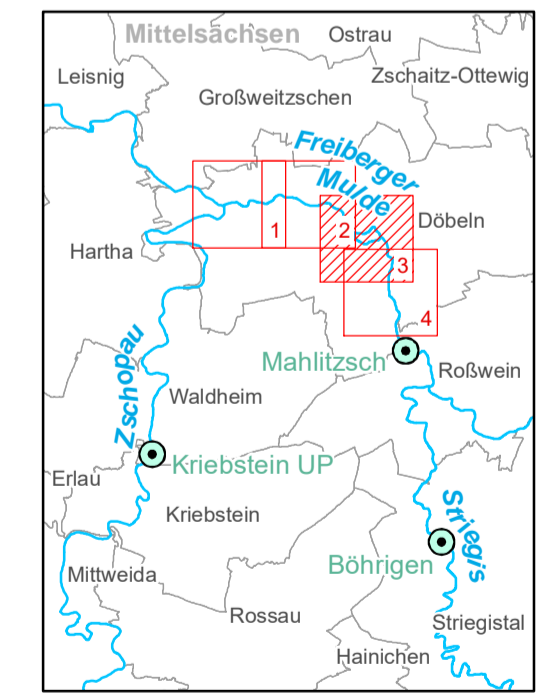 Mittelsachsen
Ostrau
Leisnig
Zschaitz-Ottewig
Großweitzschen
Freiberger
Mulde
Döbeln
1
2
Hartha
3
4
Mahlitzsch
Roßwein
Zschopau
Waldheim
Kriebstein UP
Erlau
Kriebstein
Striegis
Böhrigen
Mittweida
Rossau
Striegistal
Hainichen